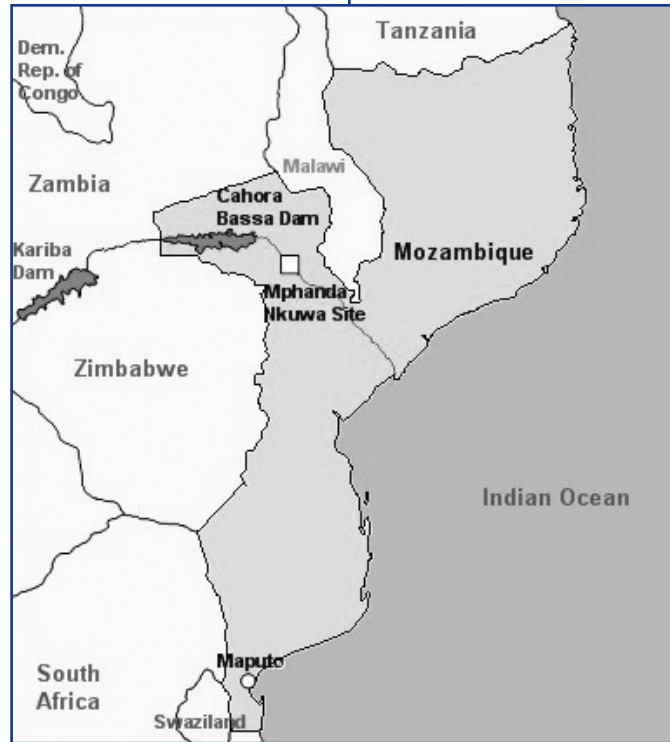 Tanzania
Dem.
Rep. of
Congo
Malawi
Zambia
Cahora
Bassa Dam
Kariba
Dam
Mozambique
Mphanda
Nkuwa Site
Zimbabwe
Indian Ocean
Maputo
South
Africa
Swaziland